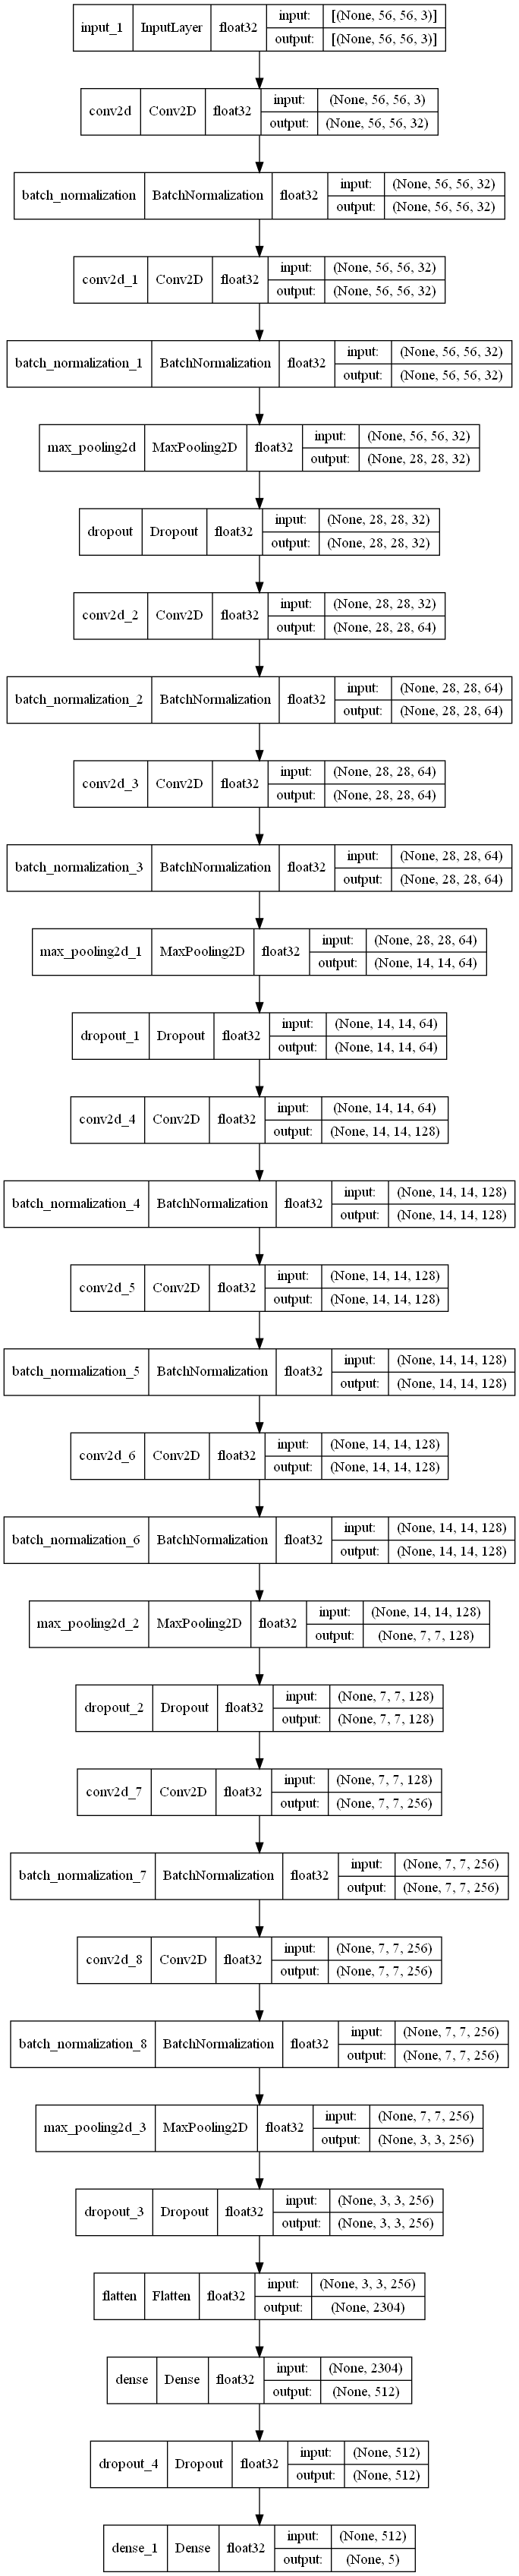 input_1 InputLayer float32 input: [(None, 56, 56, 3)]
output: [(None, 56, 56, 3)]
conv2d Conv2D float32 input: (None, 56, 56, 3)
output: (None, 56, 56, 32)
batch_normalization BatchNormalization float32 input: (None, 56, 56, 32)
output: (None, 56, 56, 32)
conv2d_1 Conv2D float32 input: (None, 56, 56, 32)
output: (None, 56, 56, 32)
batch_normalization_1 BatchNormalization float32 input: (None, 56, 56, 32)
output: (None, 56, 56, 32)
max_pooling2d MaxPooling2D float32 input: (None, 56, 56, 32)
output: (None, 28, 28, 32)
dropout Dropout float32 input: (None, 28, 28, 32)
output: (None, 28, 28, 32)
conv2d_2 Conv2D float32 input: (None, 28, 28, 32)
output: (None, 28, 28, 64)
batch_normalization_2 BatchNormalization float32 input: (None, 28, 28, 64)
output: (None, 28, 28, 64)
conv2d_3 Conv2D float32 input: (None, 28, 28, 64)
output: (None, 28, 28, 64)
batch_normalization_3 BatchNormalization float32 input: (None, 28, 28, 64)
output: (None, 28, 28, 64)
max_pooling2d_1 MaxPooling2D float32 input: (None, 28, 28, 64)
output: (None, 14, 14, 64)
dropout_1 Dropout float32 input: (None, 14, 14, 64)
output: (None, 14, 14, 64)
conv2d_4 Conv2D float32 input: (None, 14, 14, 64)
output: (None, 14, 14, 128)
batch_normalization_4 BatchNormalization float32 input: (None, 14, 14, 128)
output: (None, 14, 14, 128)
conv2d_5 Conv2D float32 input: (None, 14, 14, 128)
output: (None, 14, 14, 128)
batch_normalization_5 BatchNormalization float32 input: (None, 14, 14, 128)
output: (None, 14, 14, 128)
conv2d_6 Conv2D float32 input: (None, 14, 14, 128)
output: (None, 14, 14, 128)
batch_normalization_6 BatchNormalization float32 input: (None, 14, 14, 128)
output: (None, 14, 14, 128)
max_pooling2d_2 MaxPooling2D float32 input: (None, 14, 14, 128)
output: (None, 7, 7, 128)
dropout_2 Dropout float32 input: (None, 7, 7, 128)
output: (None, 7, 7, 128)
conv2d_7 Conv2D float32 input: (None, 7, 7, 128)
output: (None, 7, 7, 256)
batch_normalization_7 BatchNormalization float32 input: (None, 7, 7, 256)
output: (None, 7, 7, 256)
conv2d_8 Conv2D float32 input: (None, 7, 7, 256)
output: (None, 7, 7, 256)
batch_normalization_8 BatchNormalization float32 input: (None, 7, 7, 256)
output: (None, 7, 7, 256)
max_pooling2d_3 MaxPooling2D float32 input: (None, 7, 7, 256)
output: (None, 3, 3, 256)
dropout_3 Dropout float32 input: (None, 3, 3, 256)
output: (None, 3, 3, 256)
flatten Flatten float32 input: (None, 3, 3, 256)
output: (None, 2304)
dense Dense float32 input: (None, 2304)
output: (None, 512)
dropout_4 Dropout float32 input: (None, 512)
output: (None, 512)
dense_1 Dense float32 input: (None, 512)
output: (None, 5)